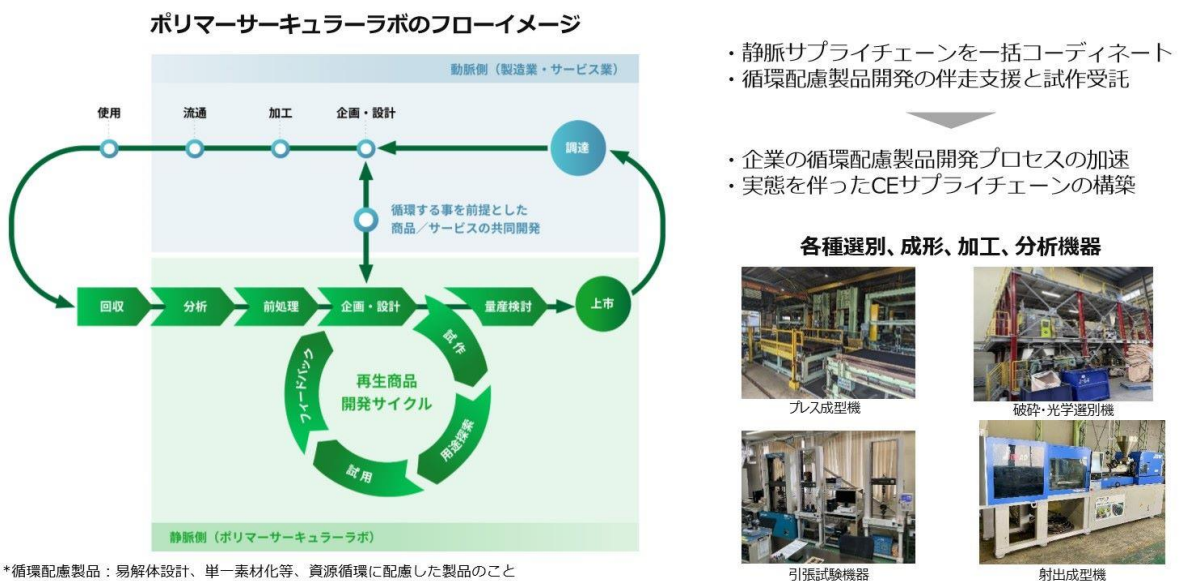 ポリマーサーキュラーラボのフローイメージ
動脈側（製造業・サービス業）
使用
流通
加工
企画・設計
調達
循環する事を前提とした
商品／サービスの共同開発
回収
分析
前処理
企画・設計
量産検討
上市
試作
用途探索
試用
フィードバック
再生商品
開発サイクル
静脈側（ポリマーサーキュラーラボ）
*循環配慮製品：易解体設計、単一素材化等、資源循環に配慮した製品のこと
・静脈サプライチェーンを一括コーディネート
・循環配慮製品開発の伴走支援と試作受託
・企業の循環配慮製品開発プロセスの加速
・実態を伴ったCEサプライチェーンの構築
各種選別、成形、加工、分析機器
プレス成型機
破砕・光学選別機
引張試験機器
射出成型機